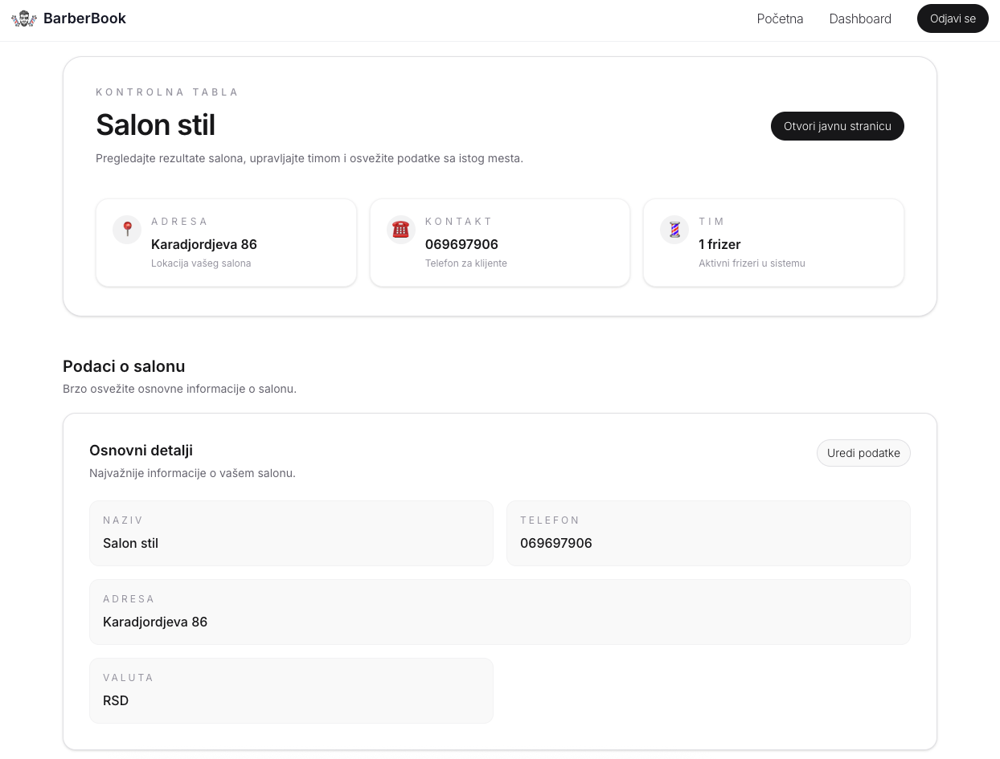 BarberBook
Početna
Dashboard
Odjavi se
KONTROLNA TABLA
Salon stil
Otvori javnu stranicu
Pregledajte rezultate salona, upravljajte timom i osvežite podatke sa istog mesta.
ADRESA
Karadjordjeva 86
Lokacija vašeg salona
KONTAKT
069697906
Telefon za klijente
TIM
1 frizer
Aktivni frizeri u sistemu
Podaci o salonu
Brzo osvežite osnovne informacije o salonu.
Osnovni detalji
Uredi podatke
Najvažnije informacije o vašem salonu.
NAZIV
Salon stil
TELEFON
069697906
ADRESA
Karadjordjeva 86
VALUTA
RSD